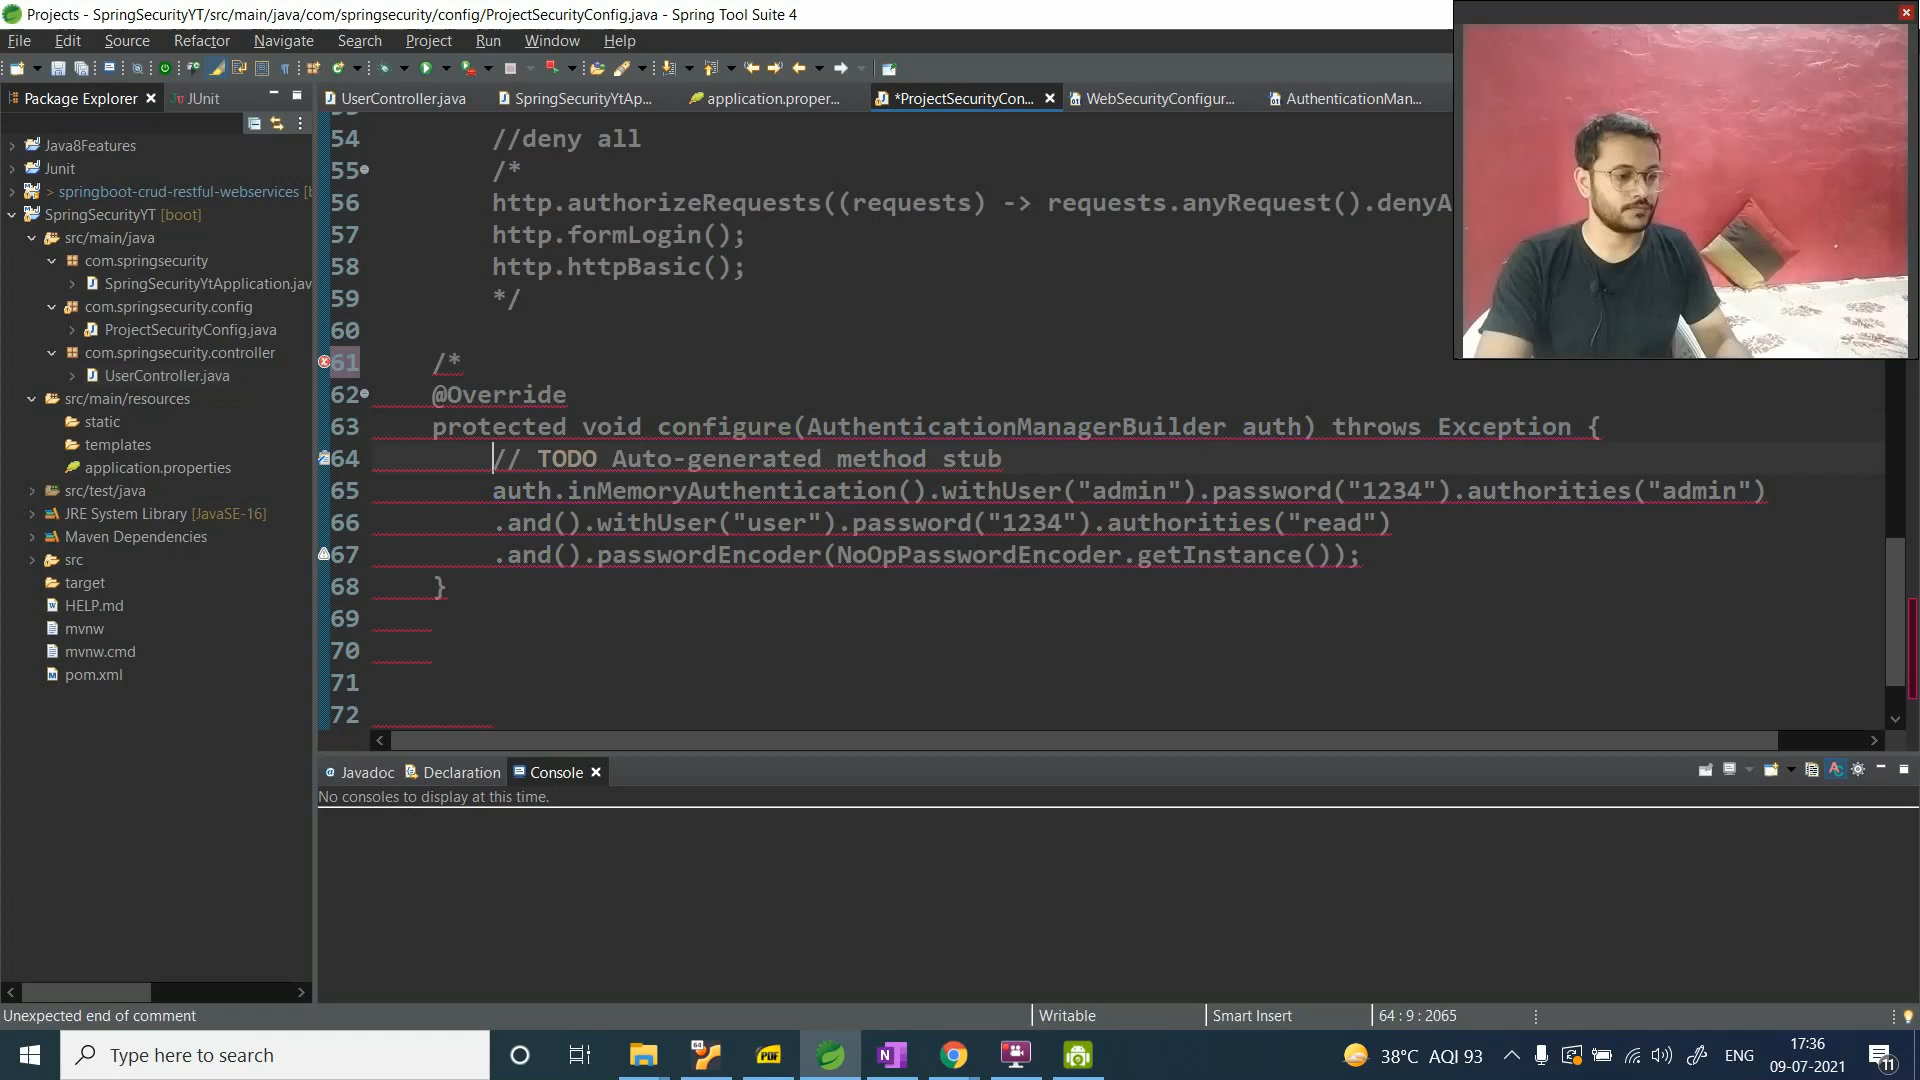 Projects - SpringSecurityYT/src/main/java/com/springsecurity/config/ProjectSecurityConfig.java - Spring Tool Suite 4
File Edit Source Refactor Navigate Search Project Run Window Help
Package Explorer JUnit
UserController.java SpringSecurityYtAp... application.proper... *ProjectSecurityCon... WebSecurityConfigur... AuthenticationMan...
Java8Features
Junit
> springboot-crud-restful-webservices [b
SpringSecurityYT [boot]
src/main/java
com.springsecurity
SpringSecurityYtApplication.jav
com.springsecurity.config
ProjectSecurityConfig.java
com.springsecurity.controller
UserController.java
src/main/resources
static
templates
application.properties
src/test/java
JRE System Library [JavaSE-16]
Maven Dependencies
src
target
HELP.md
mvnw
mvnw.cmd
pom.xml
54 //deny all
55 /*
56 http.authorizeRequests((requests) -> requests.anyRequest().denyA
57 http.formLogin();
58 http.httpBasic();
59 */
60
61 /*
62 @Override
63 protected void configure(AuthenticationManagerBuilder auth) throws Exception {
64 // TODO Auto-generated method stub
65 auth.inMemoryAuthentication().withUser("admin").password("1234").authorities("admin")
66 .and().withUser("user").password("1234").authorities("read")
67 .and().passwordEncoder(NoOpPasswordEncoder.getInstance());
68 }
69
70
71
72
Javadoc Declaration Console
No consoles to display at this time.
Unexpected end of comment Writable Smart Insert 64 : 9 : 2065
Type here to search 38°C AQI 93 ENG 17:36
09-07-2021
11